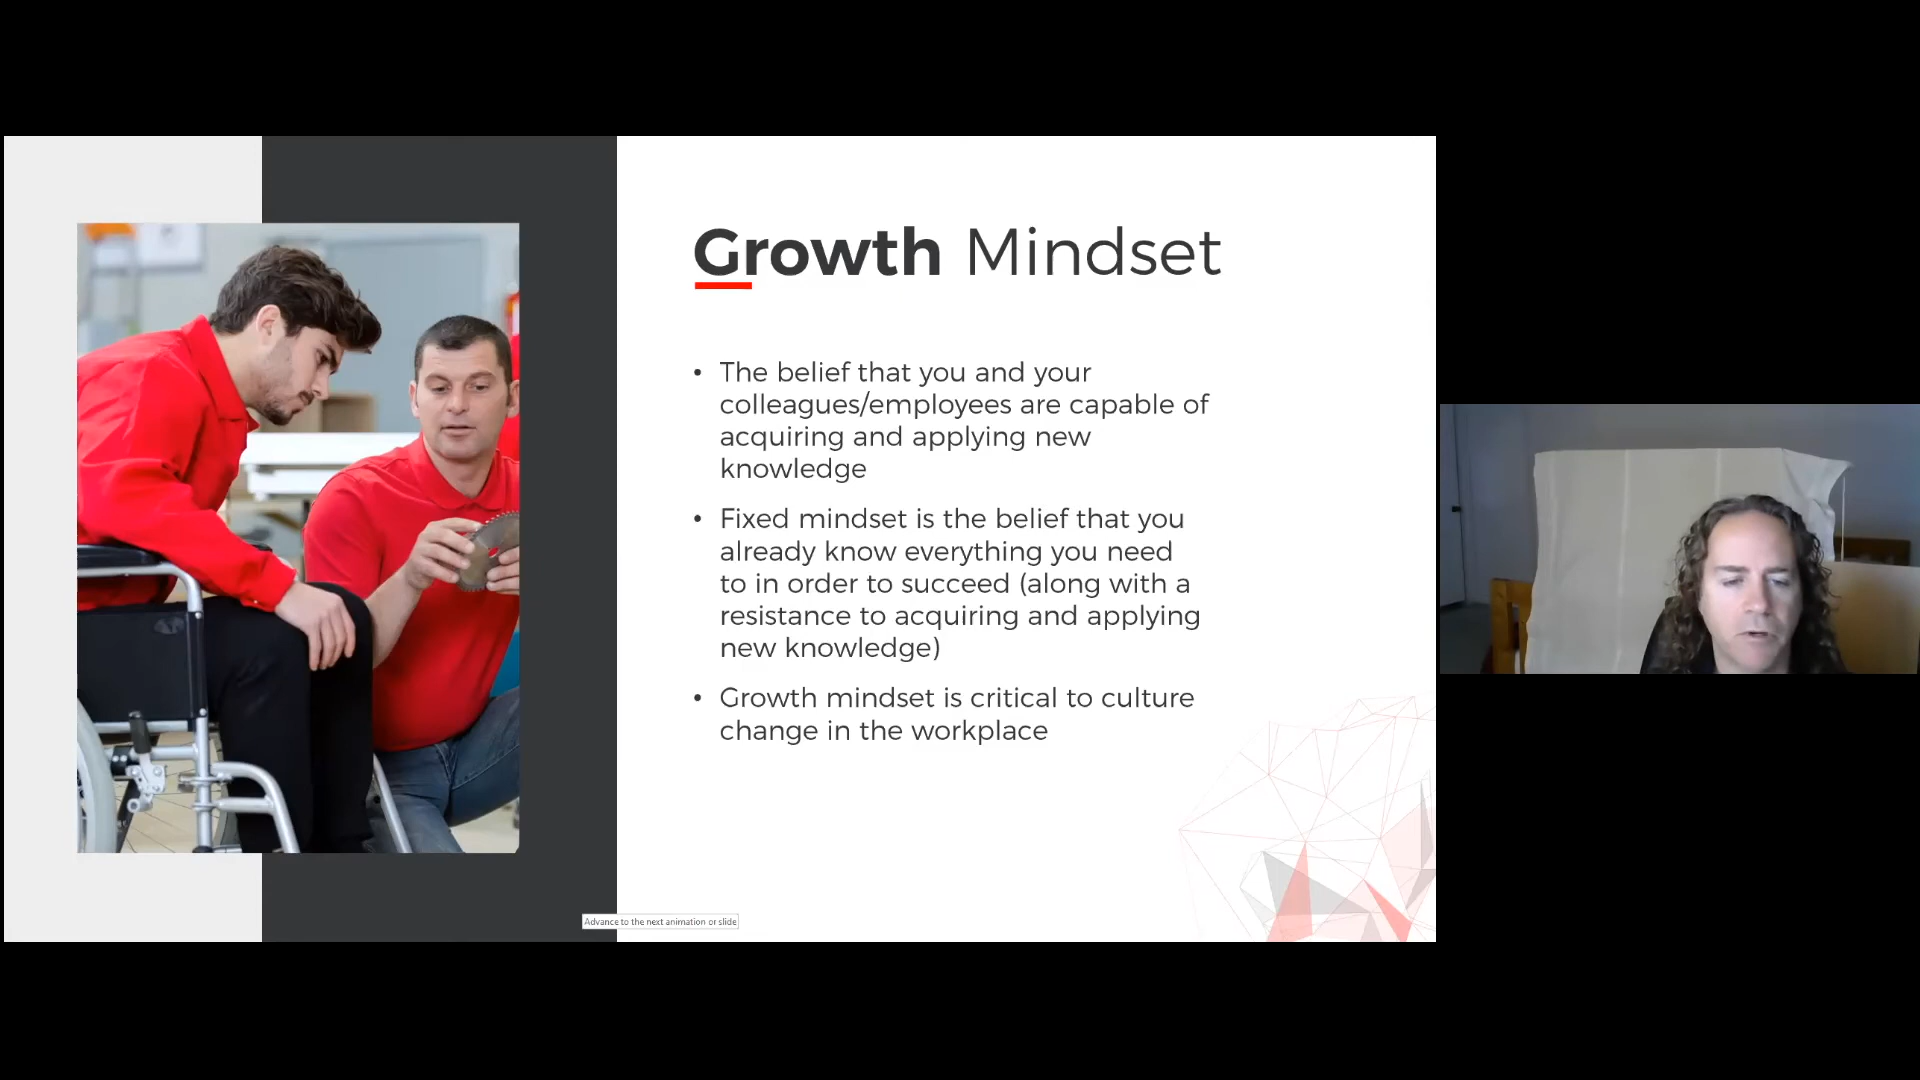 Growth Mindset
• The belief that you and your
colleagues/employees are capable of
acquiring and applying new
knowledge
• Fixed mindset is the belief that you
already know everything you need
to in order to succeed (along with a
resistance to acquiring and applying
new knowledge)
• Growth mindset is critical to culture
change in the workplace
Advance to the next animation or slide